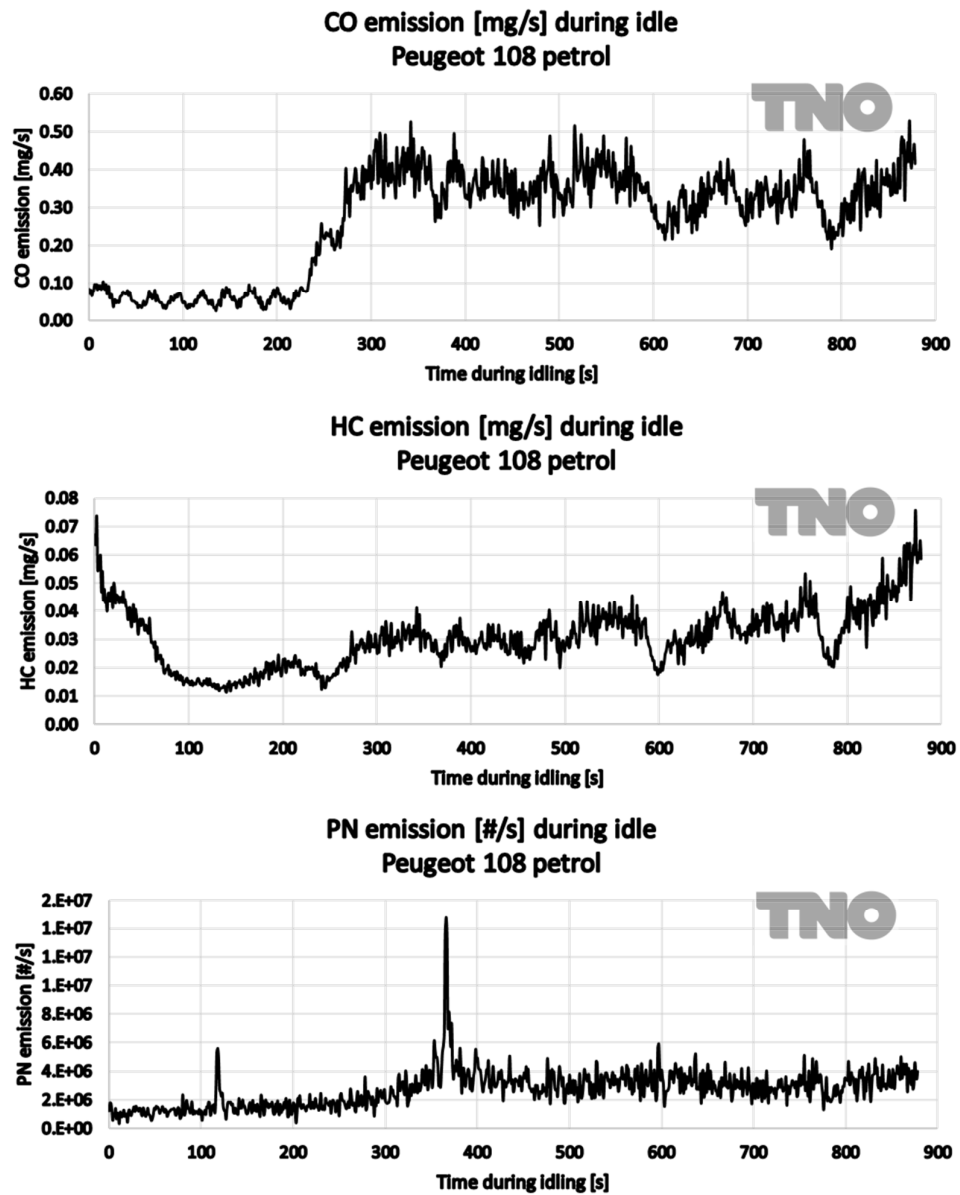 CO emission [mg/s] during idle
Peugeot 108 petrol
TNO
0.60
0.50
0.40
0.30
0.20
0.10
0.00
CO emission [mg/s]
0 100 200 300 400 500 600 700 800 900
Time during idling [s]
HC emission [mg/s] during idle
Peugeot 108 petrol
TNO
0.08
0.07
0.06
0.05
0.04
0.03
0.02
0.01
0.00
HC emission [mg/s]
0 100 200 300 400 500 600 700 800 900
Time during idling [s]
PN emission [#/s] during idle
Peugeot 108 petrol
TNO
2.E+07
1.E+07
1.E+07
1.E+07
8.E+06
6.E+06
4.E+06
2.E+06
0.E+00
PN emission [#/s]
0 100 200 300 400 500 600 700 800 900
Time during idling [s]